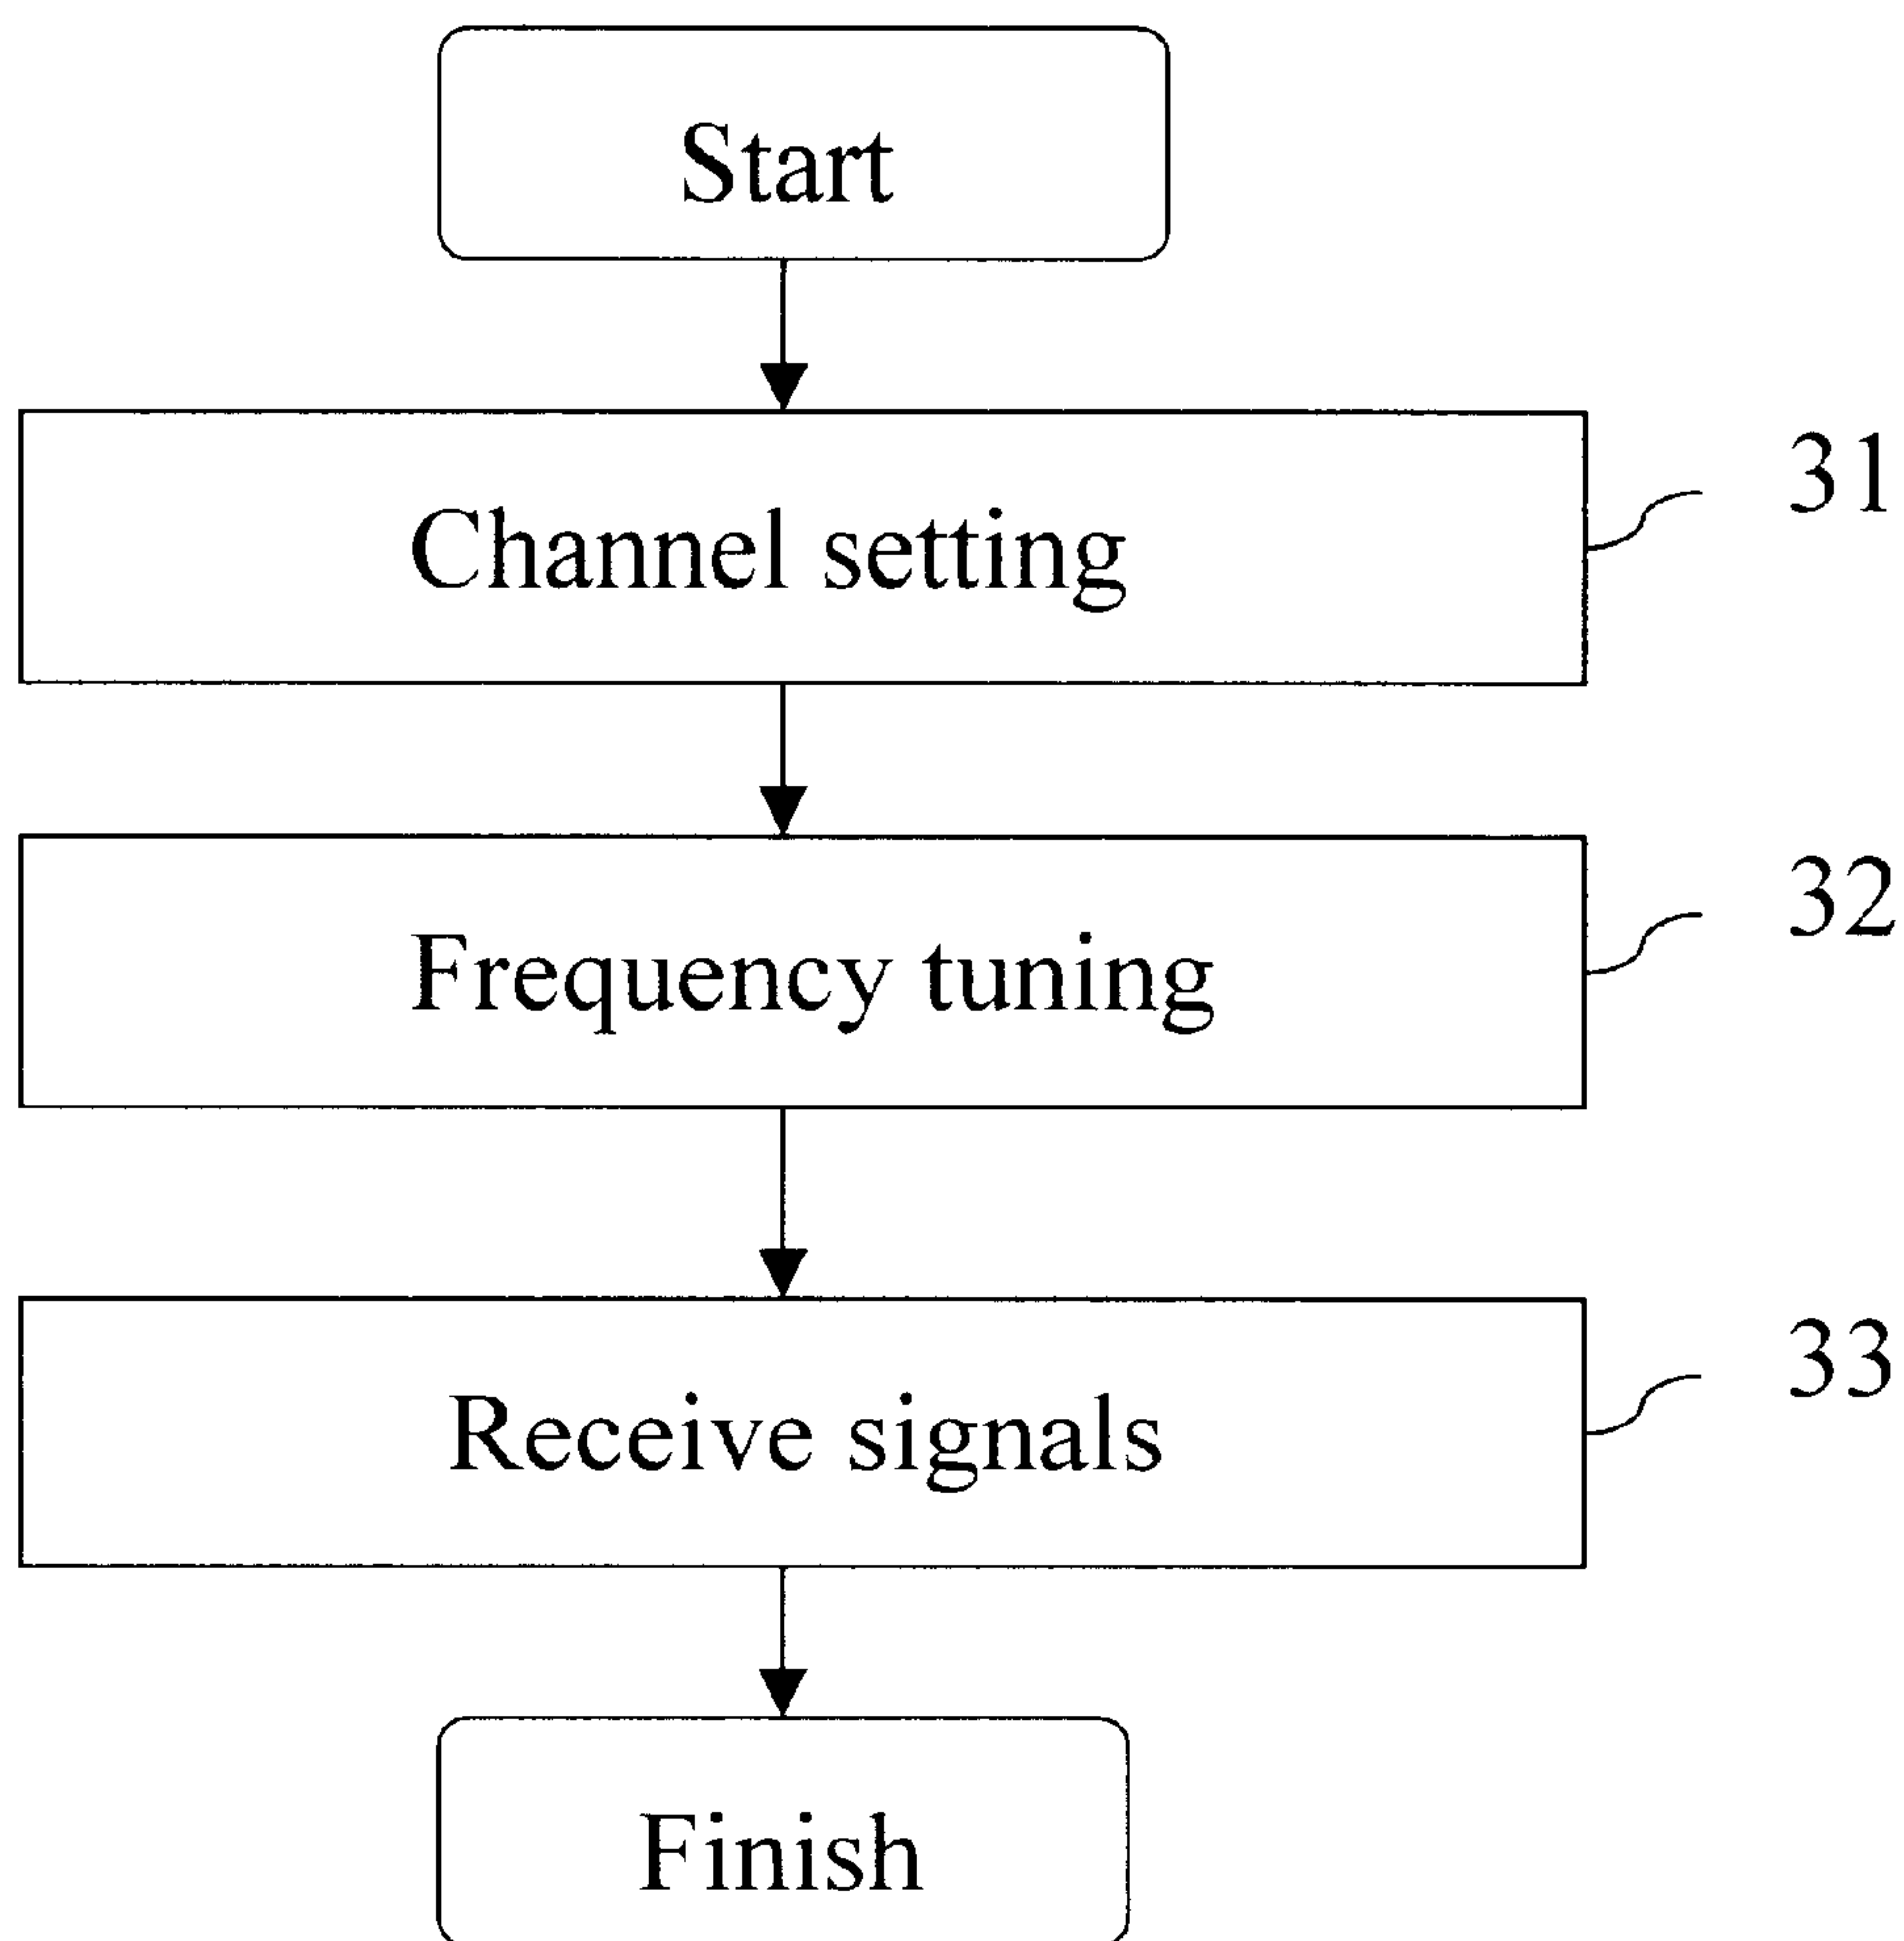 Start
Channel setting
31
Frequency tuning
32
Receive signals
33
Finish